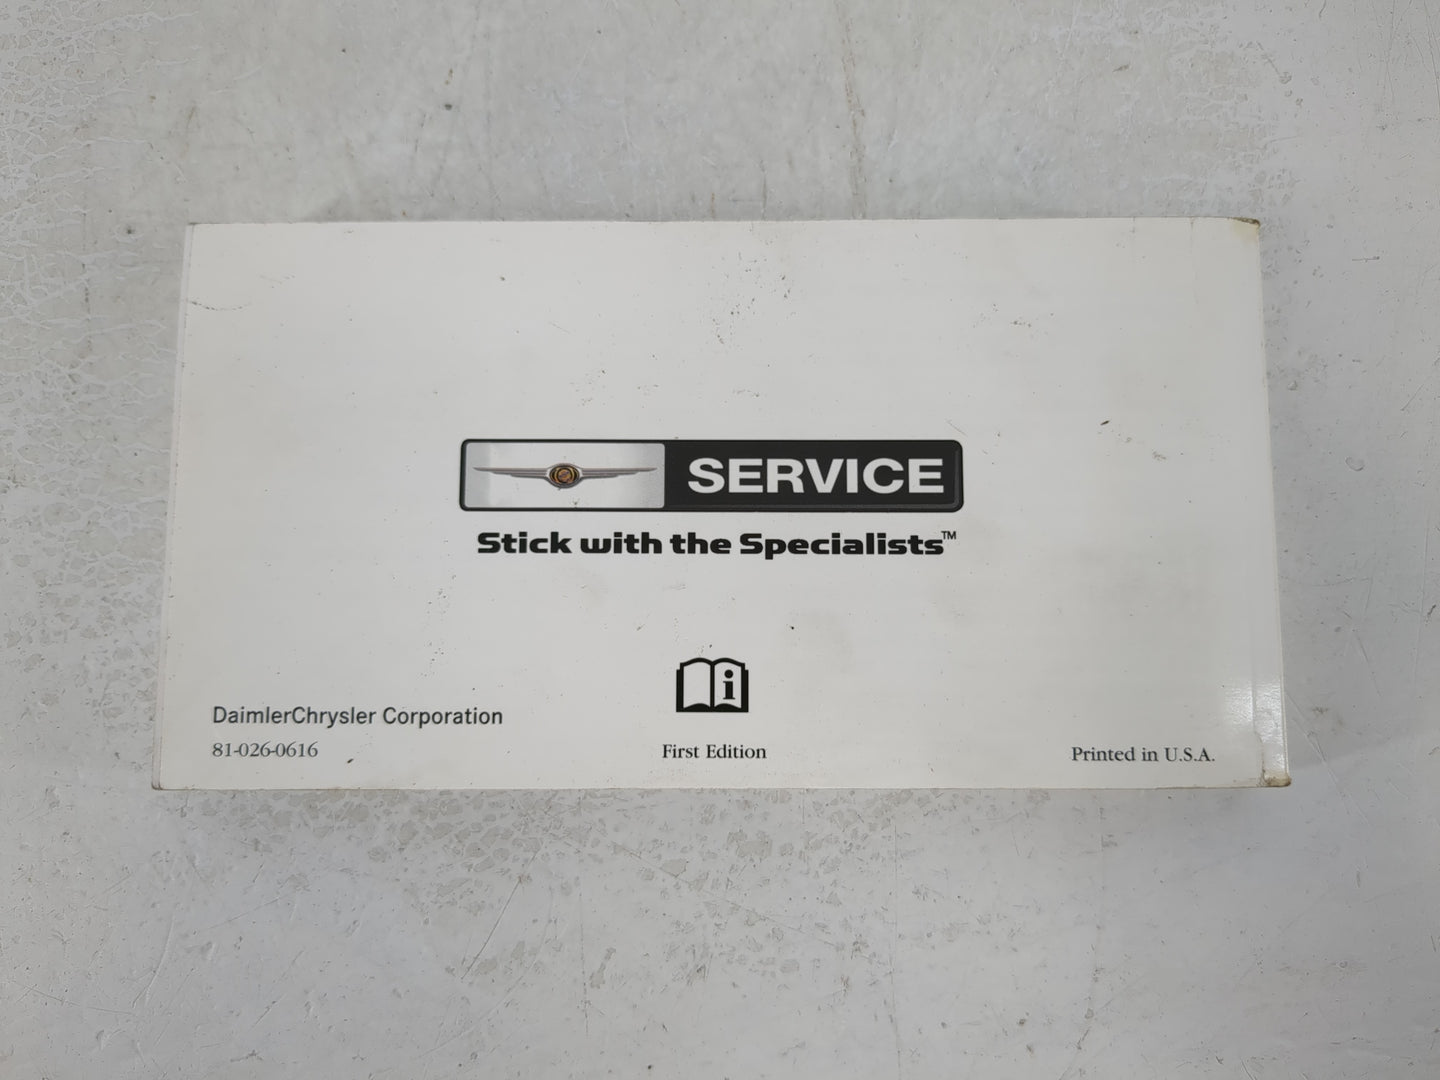 SERVICE
Stick with the Specialists™
i
DaimlerChrysler Corporation
81-026-0616
First Edition
Printed in U.S.A.